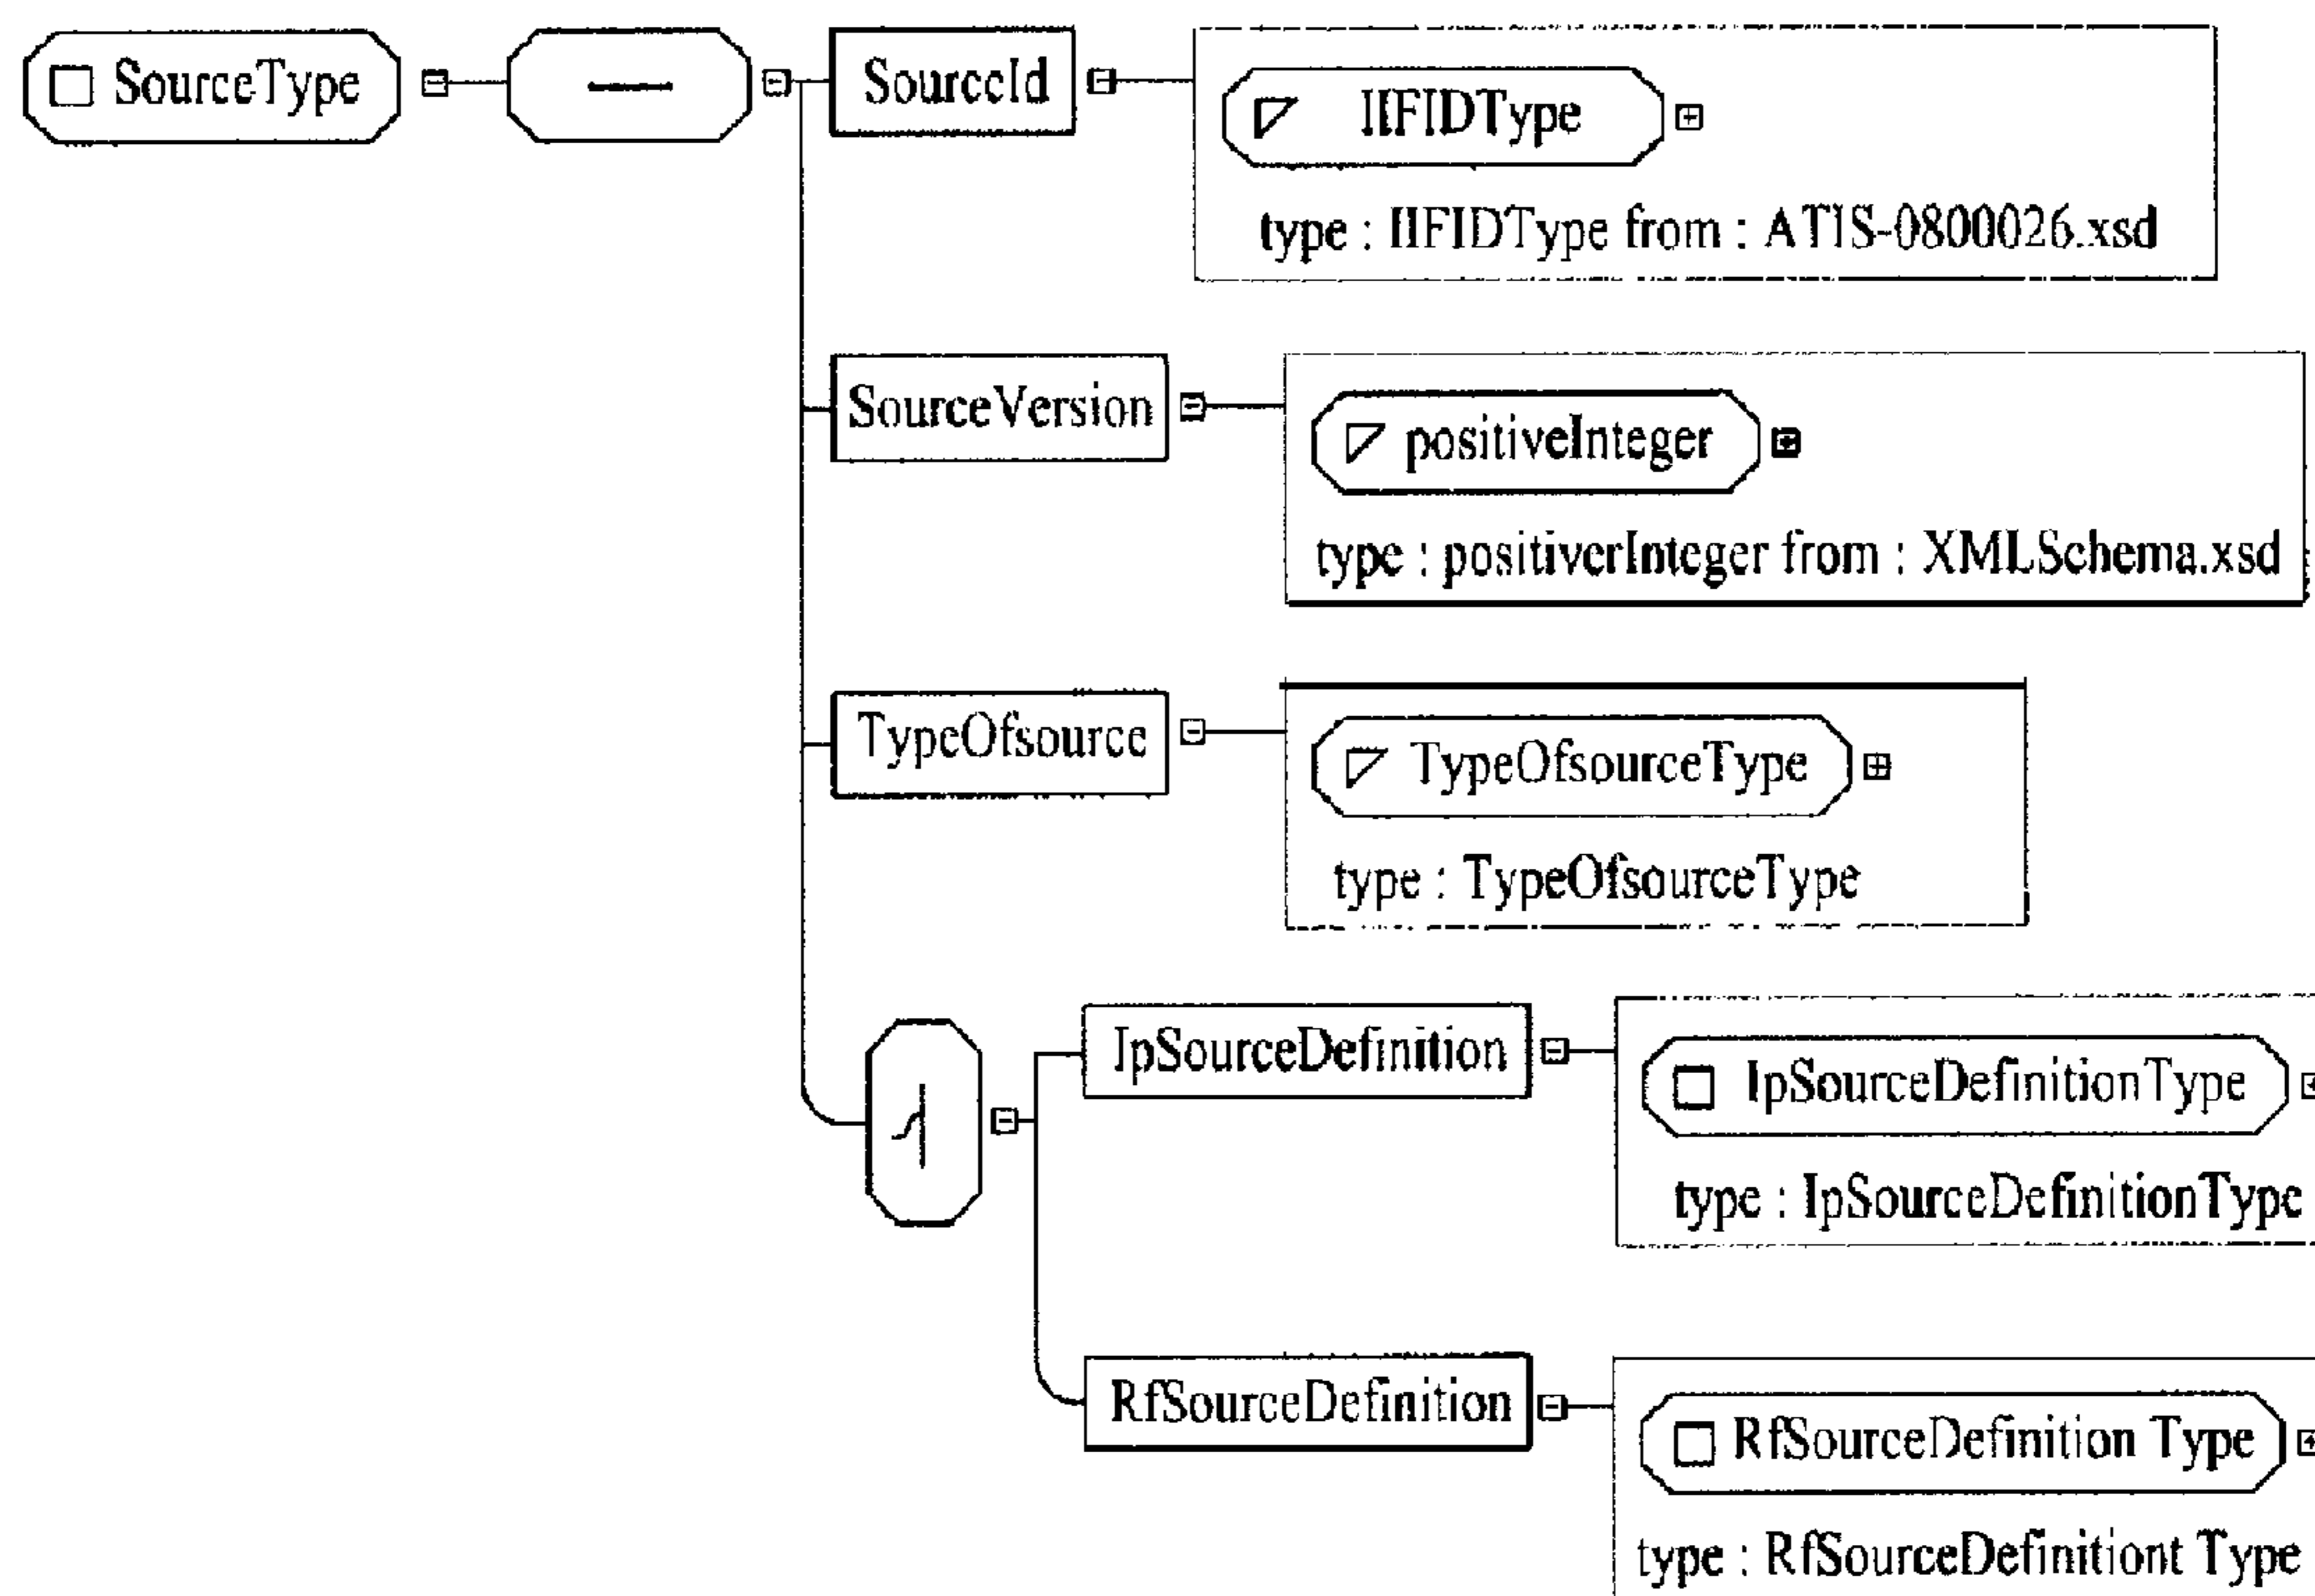 SourceType
SourceId
IIFIDType
type : IIFIDType from : ATIS-0800026.xsd
SourceVersion
positiveInteger
type : positiverInteger from : XMLSchema.xsd
TypeOfsource
TypeOfsourceType
type : TypeOfsourceType
IpSourceDefinition
IpSourceDefinitionType
type : IpSourceDefinitionType
RfSourceDefinition
RfSourceDefinition Type
type : RfSourceDefinitiont Type